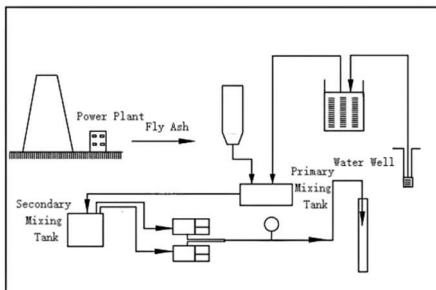 Power Plant
Fly Ash
Water Well
Primary
Mixing
Tank
Secondary
Mixing
Tank